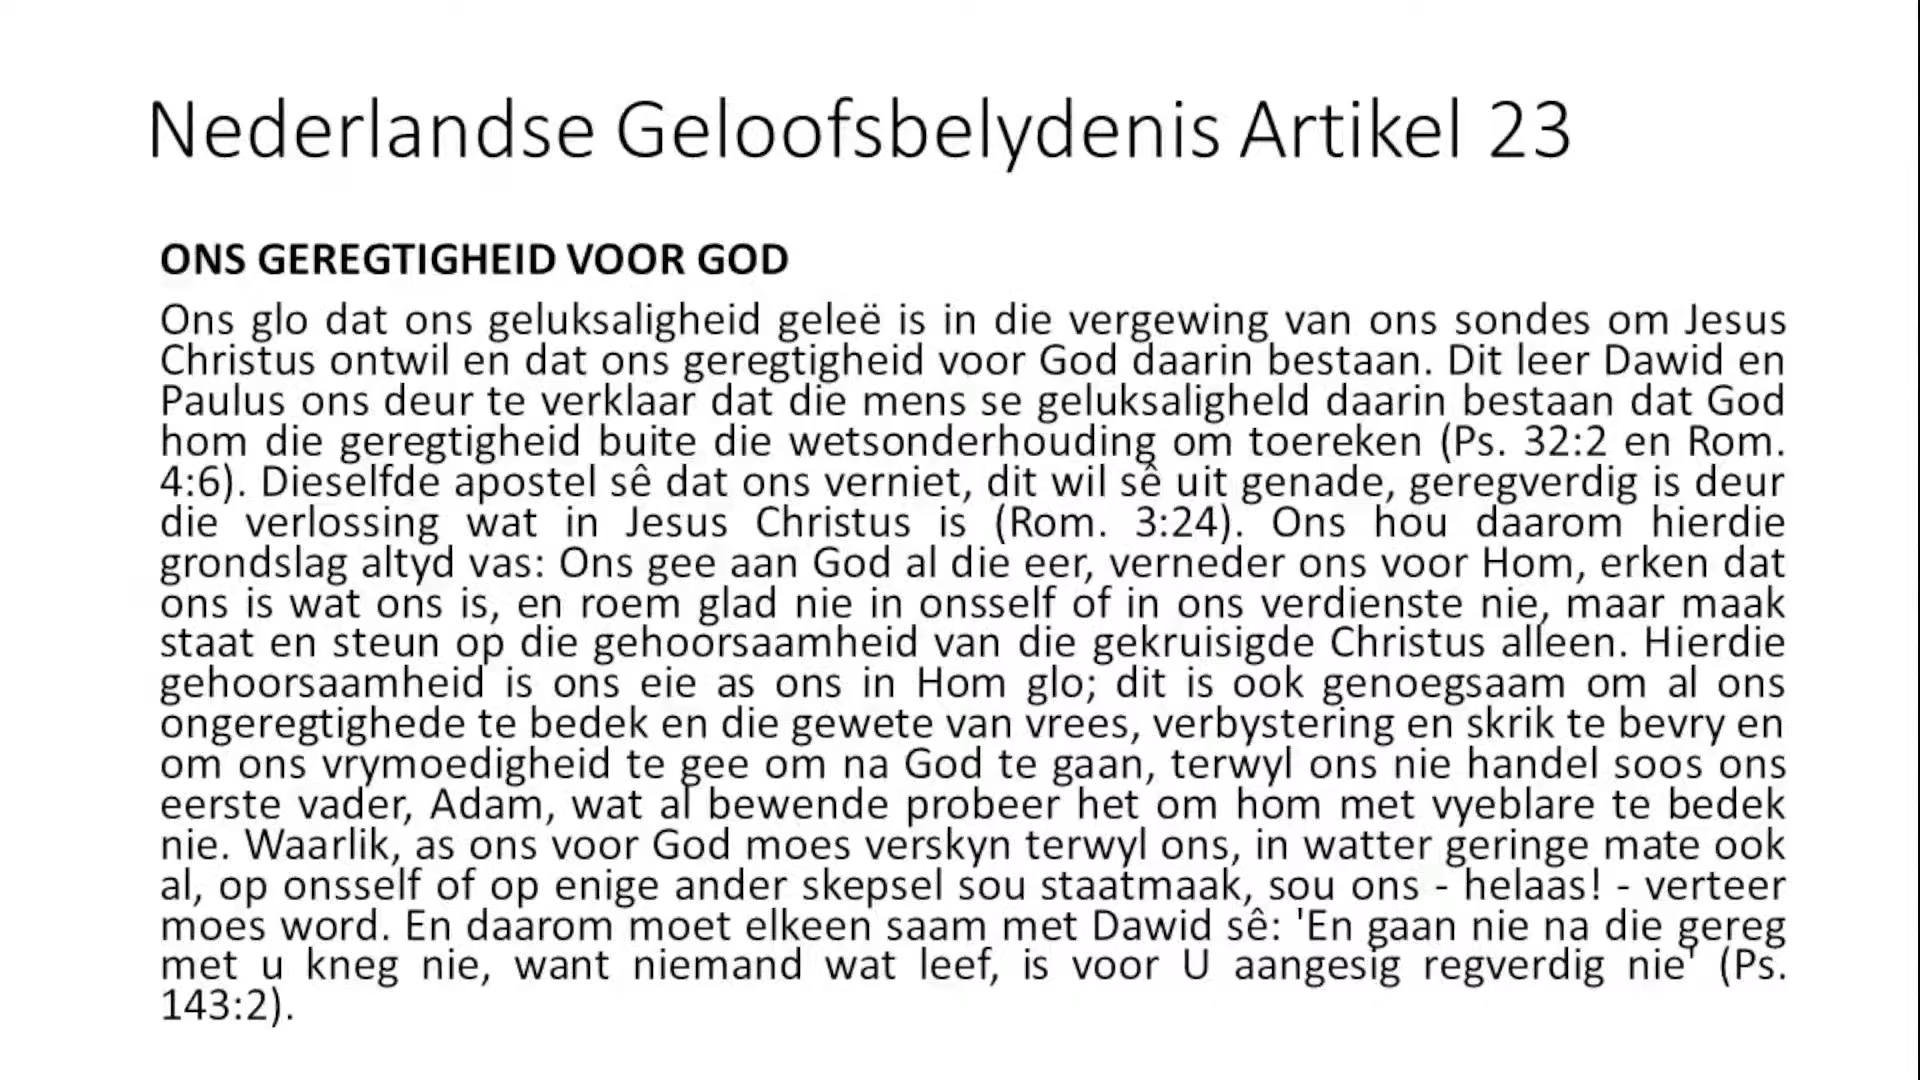 Nederlandse Geloofsbelydenis Artikel 23
ONS GEREGTIGHEID VOOR GOD
Ons glo dat ons geluksaligheid geleë is in die vergewing van ons sondes om Jesus
Christus ontwil en dat ons geregtigheid voor God daarin bestaan. Dit leer Dawid en
Paulus ons deur te verklaar dat die mens se geluksaligheld daarin bestaan dat God
hom die geregtigheid buite die wetsonderhouding om toereken (Ps. 32:2 en Rom.
4:6). Dieselfde apostel sê dat ons verniet, dit wil sê uit genade, geregverdig is deur
die verlossing wat in Jesus Christus is (Rom. 3:24). Ons hou daarom hierdie
grondslag altyd vas: Ons gee aan God al die eer, verneder ons voor Hom, erken dat
ons is wat ons is, en roem glad nie in onsself of in ons verdienste nie, maar maak
staat en steun op die gehoorsaamheid van die gekruisigde Christus alleen. Hierdie
gehoorsaamheid is ons eie as ons in Hom glo; dit is ook genoegsaam om al ons
ongeregtighede te bedek en die gewete van vrees, verbystering en skrik te bevry en
om ons vrymoedigheid te gee om na God te gaan, terwyl ons nie handel soos ons
eerste vader, Adam, wat al bewende probeer het om hom met vyeblare te bedek
nie. Waarlik, as ons voor God moes verskyn terwyl ons, in watter geringe mate ook
al, op onsself of op enige ander skepsel sou staatmaak, sou ons - helaas! - verteer
moes word. En daarom moet elkeen saam met Dawid sê: 'En gaan nie na die gereg
met u kneg nie, want niemand wat leef, is voor U aangesig regverdig nie' (Ps.
143:2).